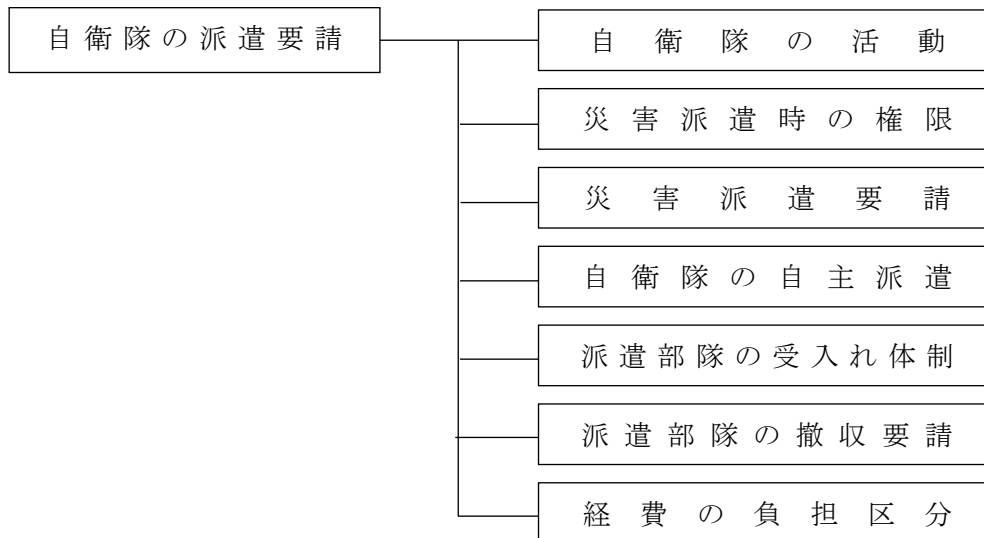 自衛隊の派遣要請
自衛隊の活動
災害派遣時の権限
災害派遣要請
自衛隊の自主派遣
派遣部隊の受入れ体制
派遣部隊の撤収要請
経費の負担区分